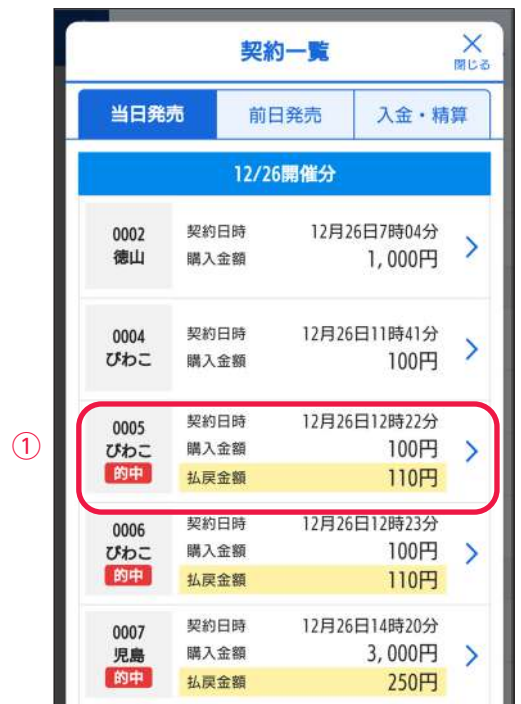 契約一覧
閉じる
当日発売 前日発売 入金・精算
12/26開催分
0002 契約日時 12月26日7時04分
徳山 購入金額 1,000円
0004 契約日時 12月26日11時41分
びわこ 購入金額 100円
①
0005 契約日時 12月26日12時22分
びわこ 購入金額 100円
的中 払戻金額 110円
0006 契約日時 12月26日12時23分
びわこ 購入金額 100円
的中 払戻金額 110円
0007 契約日時 12月26日14時20分
児島 購入金額 3,000円
的中 払戻金額 250円